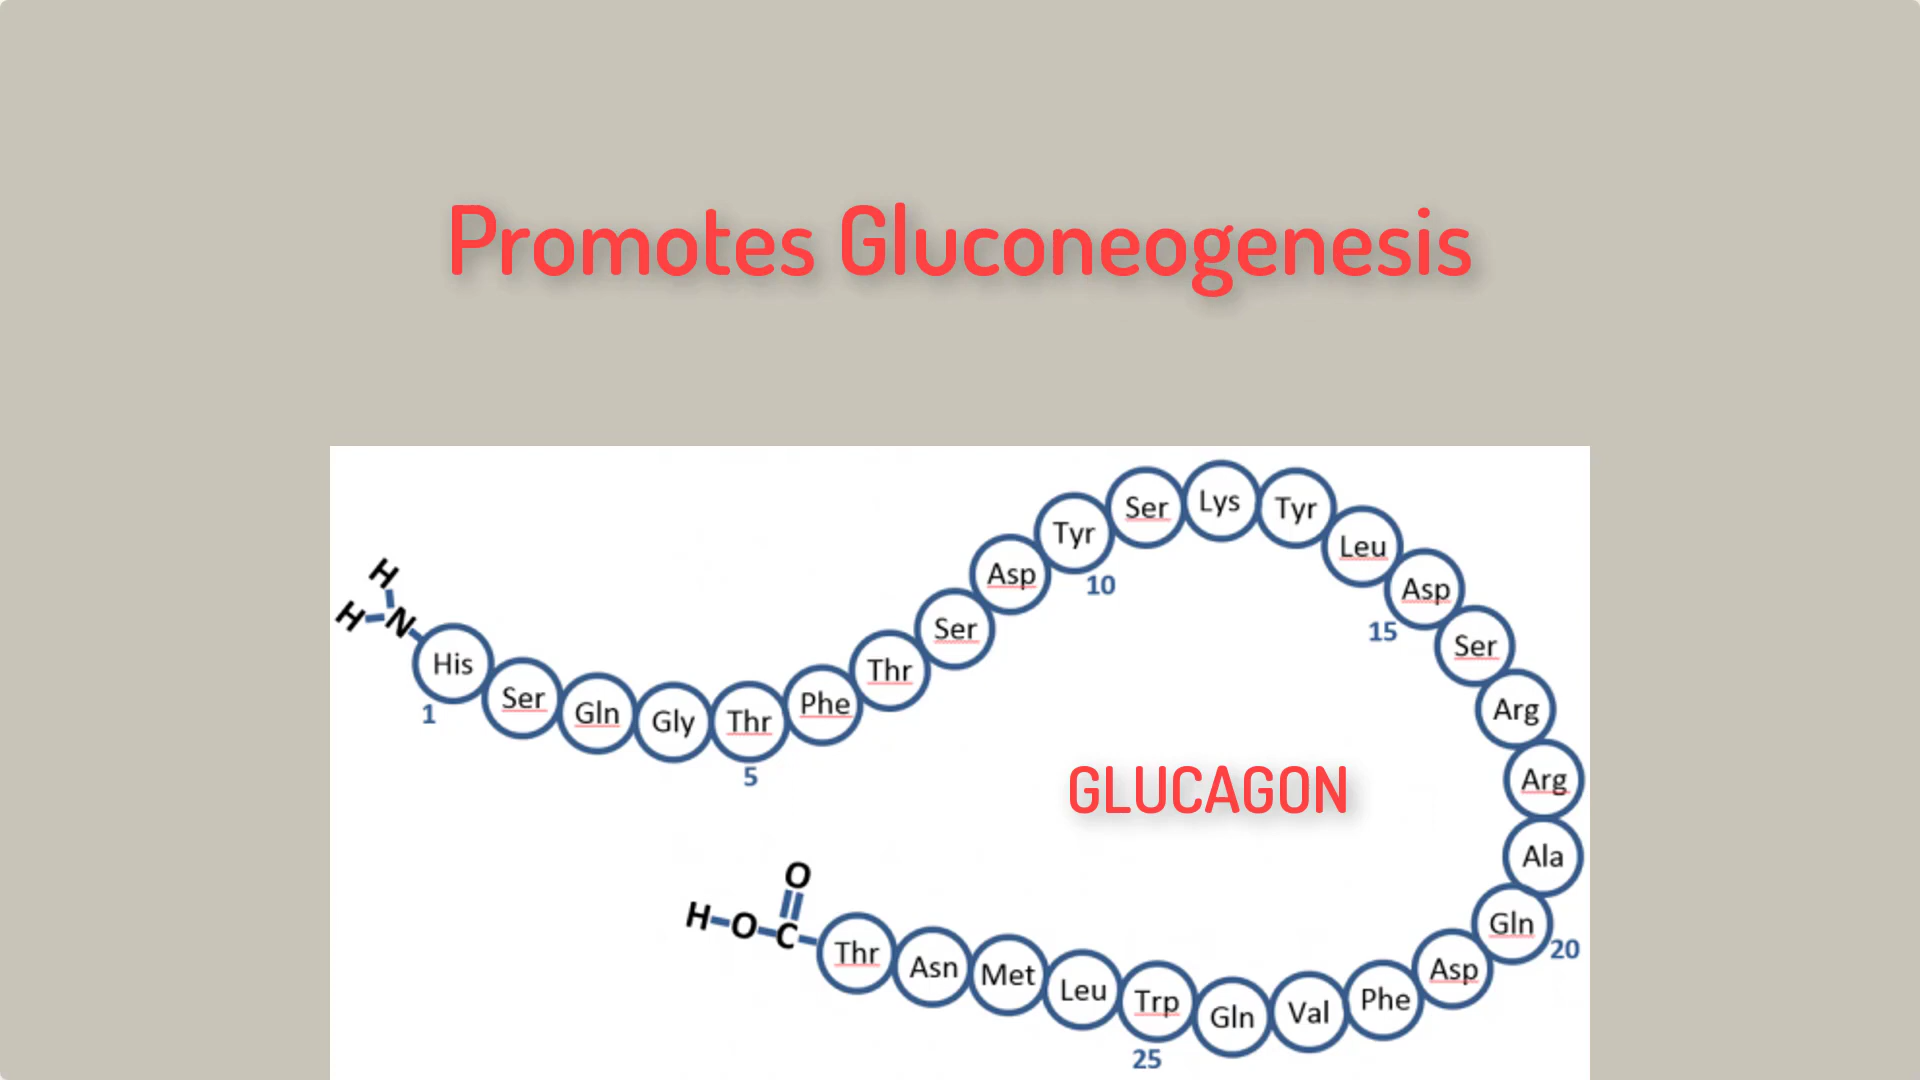 Promotes Gluconeogenesis
H
H N
His Ser Gln Gly Thr Phe Thr Ser Asp Tyr Ser Lys Tyr Leu Asp Ser Arg Arg Ala Gln Asp Phe Val Gln Trp Leu Met Asn Thr
1
5
10
15
20
25
GLUCAGON
O
H O C